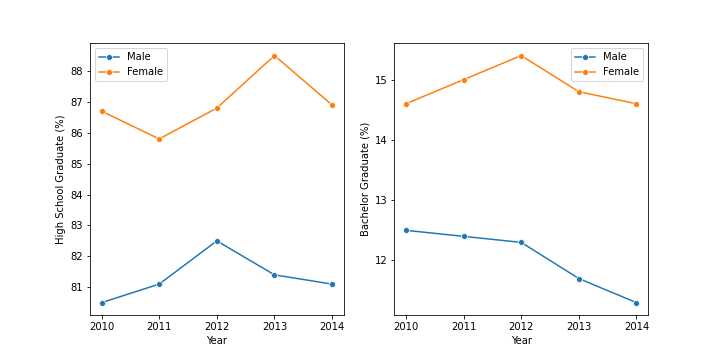 Male
Female
High School Graduate (%)
88
87
86
85
84
83
82
81
2010
2011
2012
2013
2014
Year
Male
Female
Bachelor Graduate (%)
15
14
13
12
2010
2011
2012
2013
2014
Year